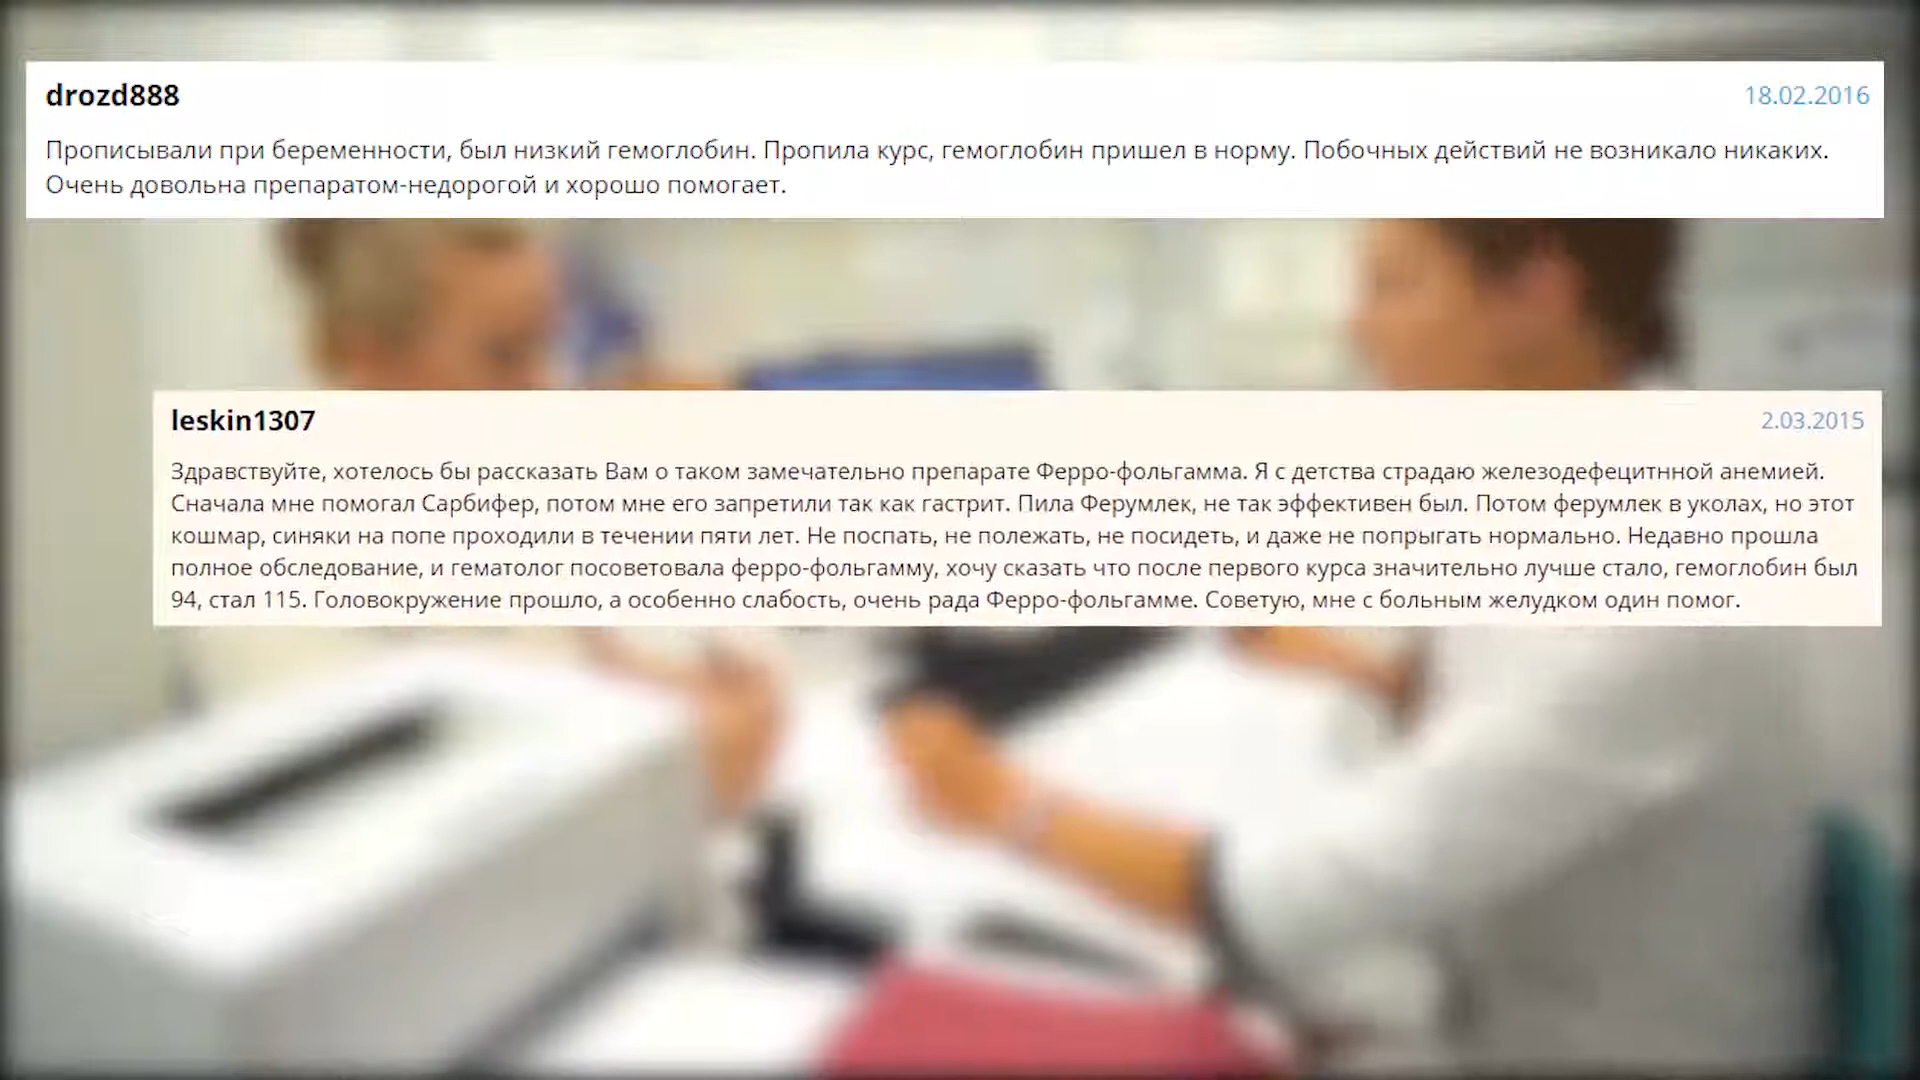 drozd888
18.02.2016
Прописывали при беременности, был низкий гемоглобин. Пропила курс, гемоглобин пришел в норму. Побочных действий не возникало никаких.
Очень довольна препаратом-недорогой и хорошо помогает.
leskin1307
2.03.2015
Здравствуйте, хотелось бы рассказать Вам о таком замечательно препарате Ферро-фольгамма. Я с детства страдаю железодефецитнной анемией.
Сначала мне помогал Сарбифер, потом мне его запретили так как гастрит. Пила Ферумлек, не так эффективен был. Потом ферумлек в уколах, но этот
кошмар, синяки на попе проходили в течении пяти лет. Не поспать, не полежать, не посидеть, и даже не попрыгать нормально. Недавно прошла
полное обследование, и гематолог посоветовала ферро-фольгамму, хочу сказать что после первого курса значительно лучше стало, гемоглобин был
94, стал 115. Головокружение прошло, а особенно слабость, очень рада Ферро-фольгамме. Советую, мне с больным желудком один помог.